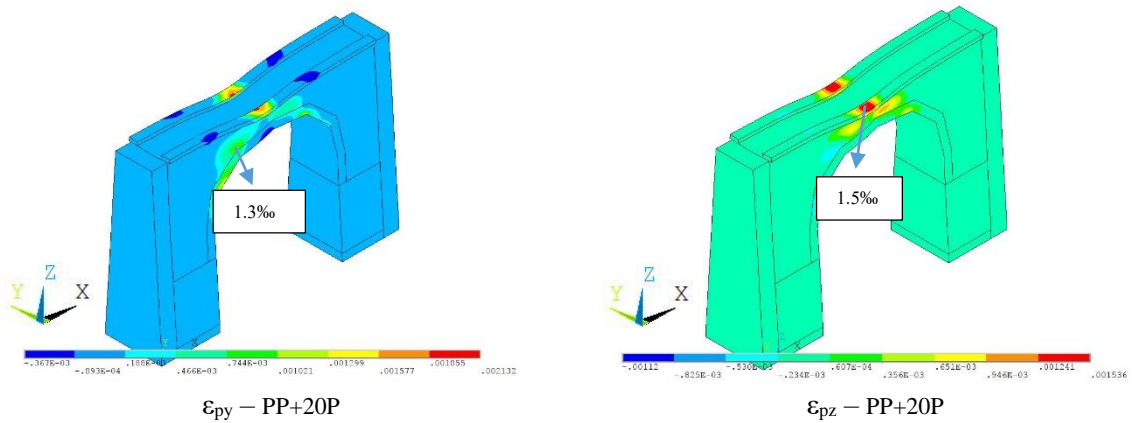 1.3‰
Z
Y X
-.367E-03 .466E-03 .744E-03 .001299 .001855
-.893E-04 .001021 .001577 .002132
εpy – PP+20P
1.5‰
Z
Y X
-.00112 -.530E-03 .607E-04 .651E-03 .001241
-.825E-03 -.234E-03 .356E-03 .946E-03 .001536
εpz – PP+20P